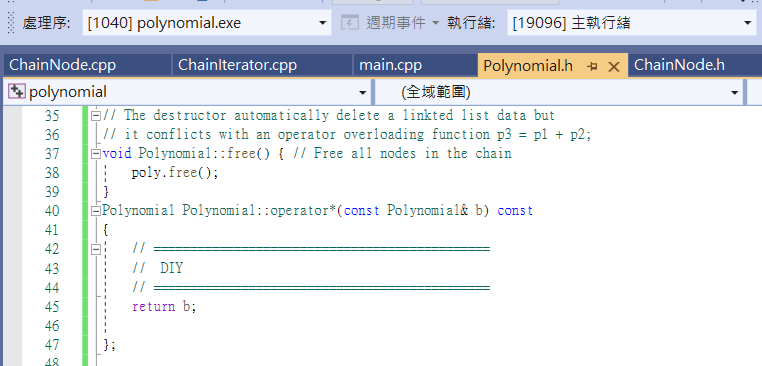 處理序: [1040] polynomial.exe 週期事件 執行緒: [19096] 主執行緒
ChainNode.cpp ChainIterator.cpp main.cpp Polynomial.h ChainNode.h
polynomial (全域範圍)
35 // The destructor automatically delete a linkted list data but
36 // it conflicts with an operator overloading function p3 = p1 + p2;
37 void Polynomial::free() { // Free all nodes in the chain
38 poly.free();
39 }
40 Polynomial Polynomial::operator*(const Polynomial& b) const
41 {
42 // =============================================
43 // DIY
44 // =============================================
45 return b;
46
47 };
48